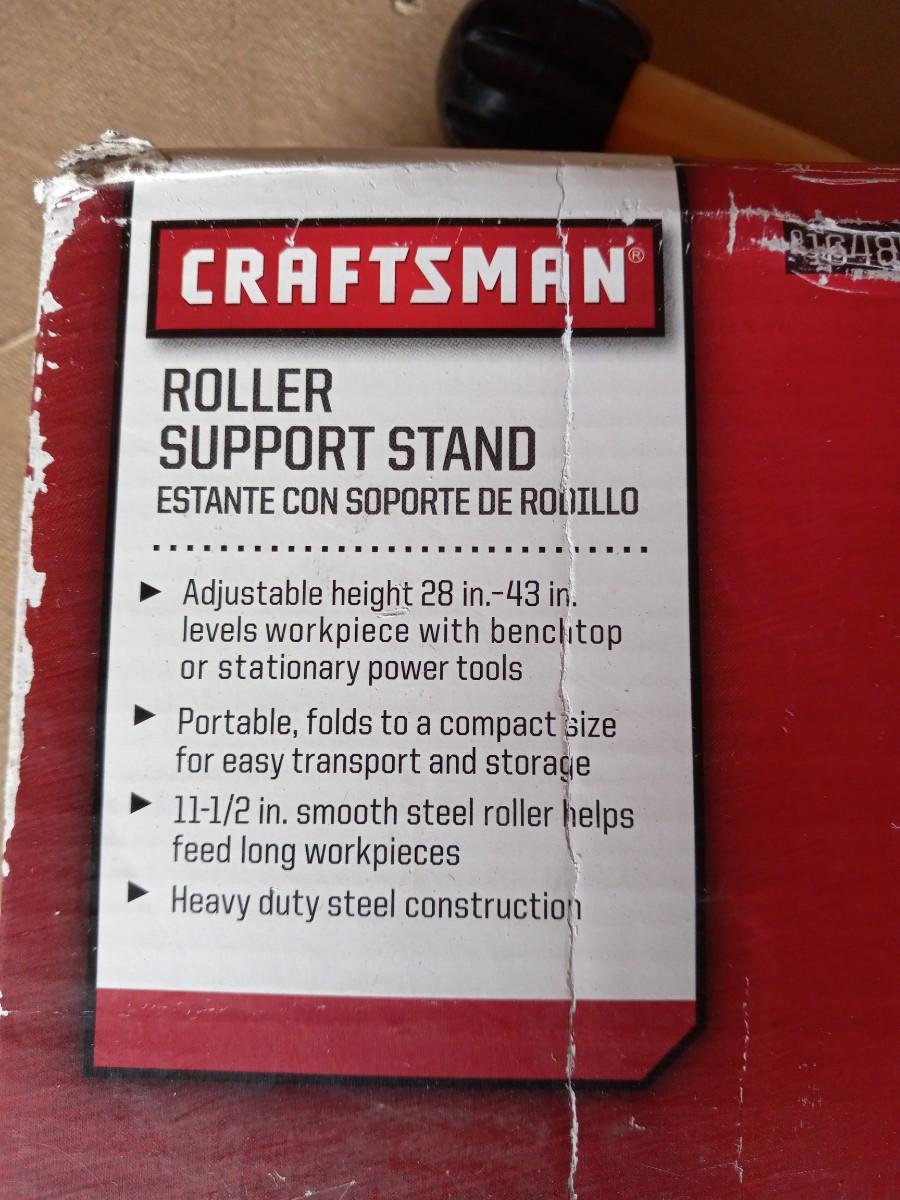 CRAFTSMAN®
ROLLER
SUPPORT STAND
ESTANTE CON SOPORTE DE RODILLO
► Adjustable height 28 in.-43 in.
levels workpiece with benchtop
or stationary power tools
► Portable, folds to a compact size
for easy transport and storage
► 11-1/2 in. smooth steel roller helps
feed long workpieces
► Heavy duty steel construction